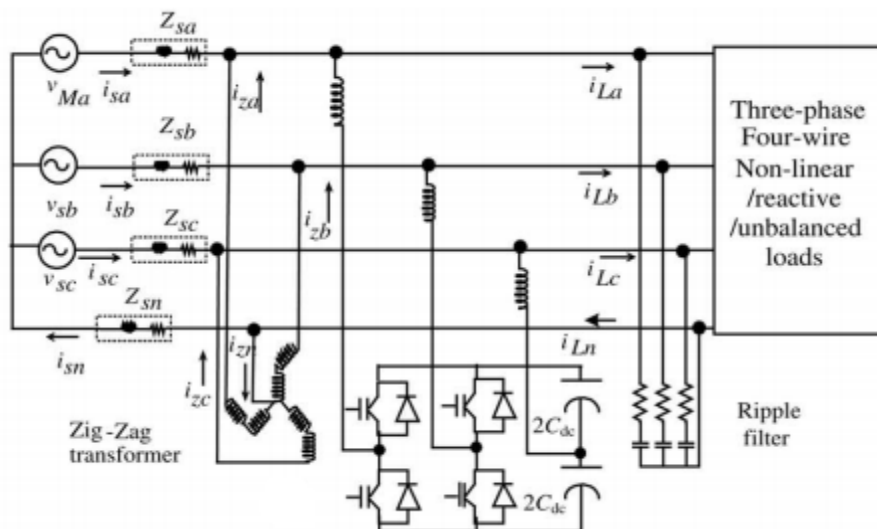 Z_sa
v_Ma
i_sa
i_za
i_La
Z_sb
v_sb
i_sb
i_zb
i_Lb
Z_sc
v_sc
i_sc
i_Lc
Z_sn
i_sn
i_zn
i_zc
i_Ln
Three-phase
Four-wire
Non-linear
/reactive
/unbalanced
loads
Zig-Zag
transformer
2C_dc
2C_dc
Ripple
filter